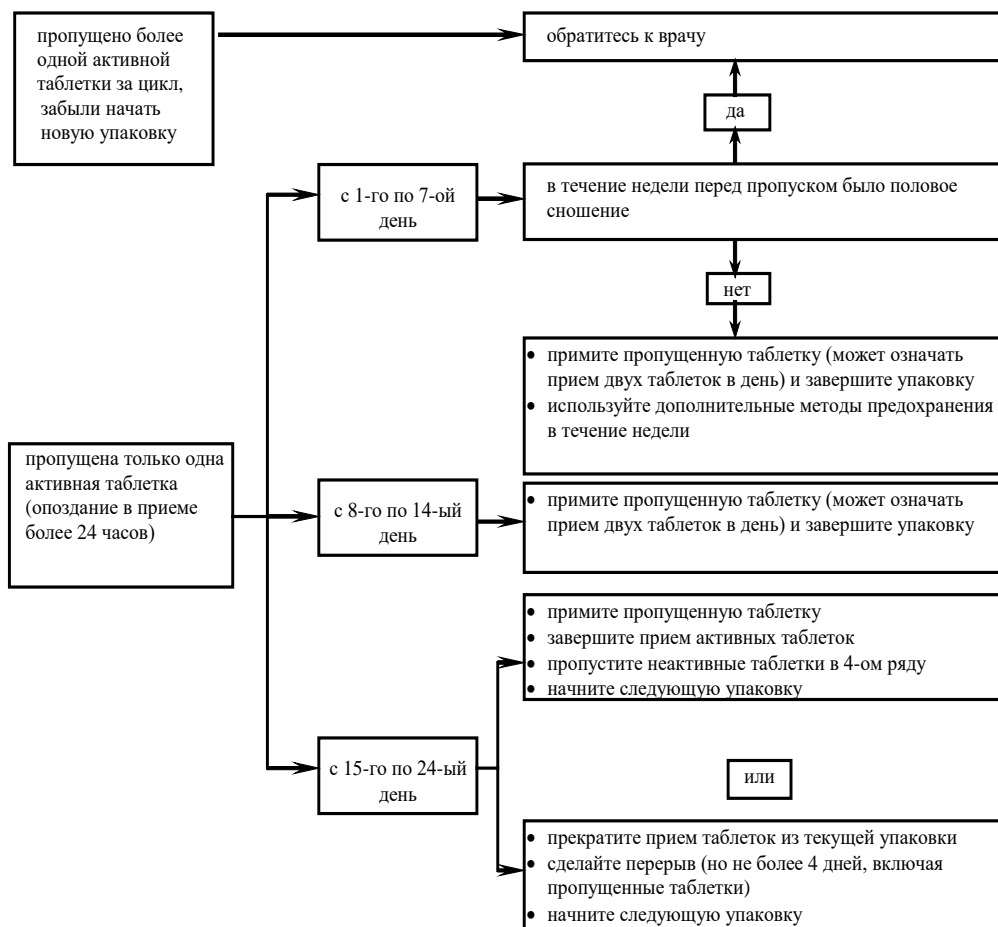 пропущено более
одной активной
таблетки за цикл,
забыли начать
новую упаковку
обратитесь к врачу
да
с 1-го по 7-ой
день
в течение недели перед пропуском было половое
сношение
нет
• примите пропущенную таблетку (может означать
прием двух таблеток в день) и завершите упаковку
• используйте дополнительные методы предохранения
в течение недели
пропущена только одна
активная таблетка
(опоздание в приеме
более 24 часов)
с 8-го по 14-ый
день
• примите пропущенную таблетку (может означать
прием двух таблеток в день) и завершите упаковку
• примите пропущенную таблетку
• завершите прием активных таблеток
• пропустите неактивные таблетки в 4-ом ряду
• начните следующую упаковку
с 15-го по 24-ый
день
или
• прекратите прием таблеток из текущей упаковки
• сделайте перерыв (но не более 4 дней, включая
пропущенные таблетки)
• начните следующую упаковку